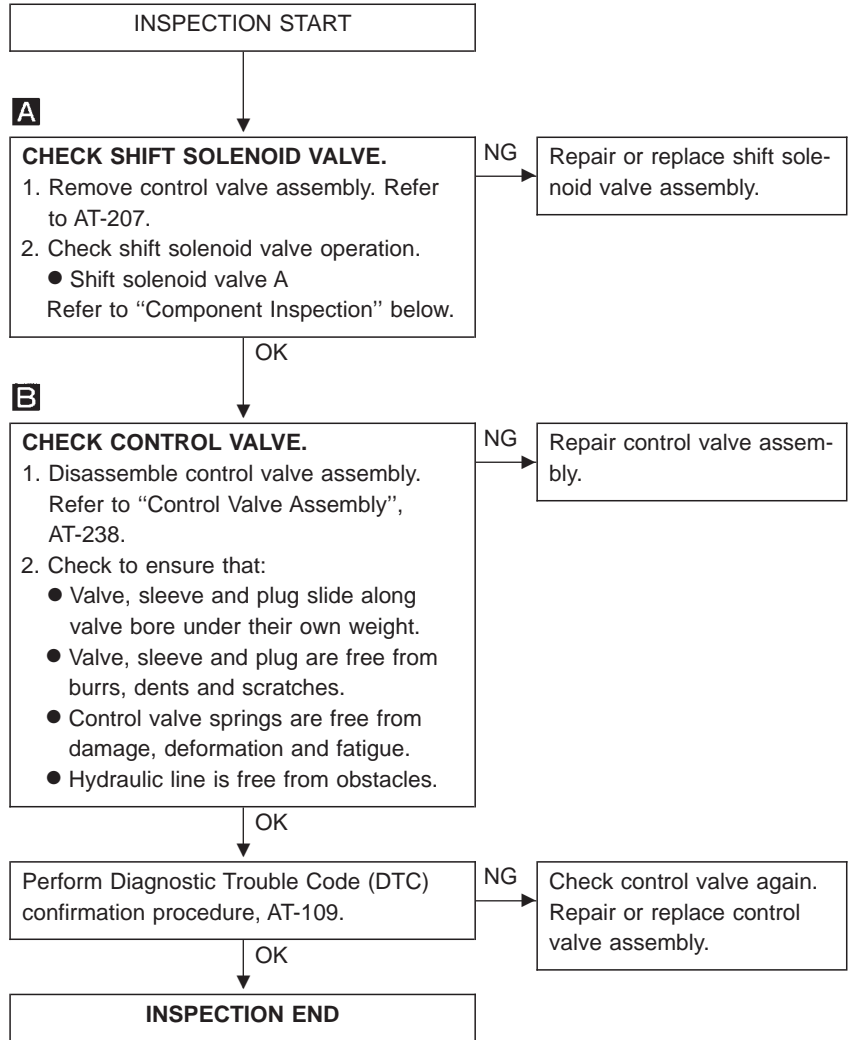 INSPECTION START
A
CHECK SHIFT SOLENOID VALVE.
1. Remove control valve assembly. Refer
to AT-207.
2. Check shift solenoid valve operation.
● Shift solenoid valve A
Refer to ‘‘Component Inspection’’ below.
NG
Repair or replace shift sole-
noid valve assembly.
OK
B
CHECK CONTROL VALVE.
1. Disassemble control valve assembly.
Refer to ‘‘Control Valve Assembly’’,
AT-238.
2. Check to ensure that:
● Valve, sleeve and plug slide along
valve bore under their own weight.
● Valve, sleeve and plug are free from
burrs, dents and scratches.
● Control valve springs are free from
damage, deformation and fatigue.
● Hydraulic line is free from obstacles.
NG
Repair control valve assem-
bly.
OK
Perform Diagnostic Trouble Code (DTC)
confirmation procedure, AT-109.
NG
Check control valve again.
Repair or replace control
valve assembly.
OK
INSPECTION END